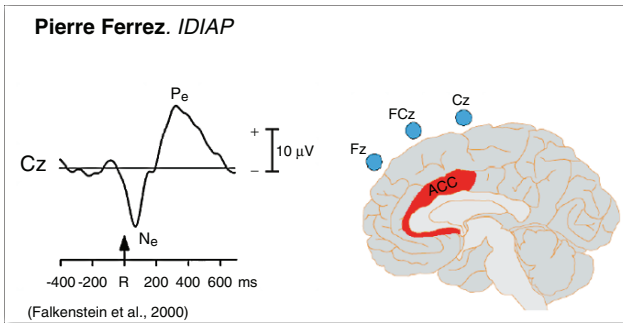 Pierre Ferrez. IDIAP
Pe
Cz
+
10 µV
–
Ne
-400 -200 R 200 400 600 ms
(Falkenstein et al., 2000)
Cz
FCz
Fz
ACC